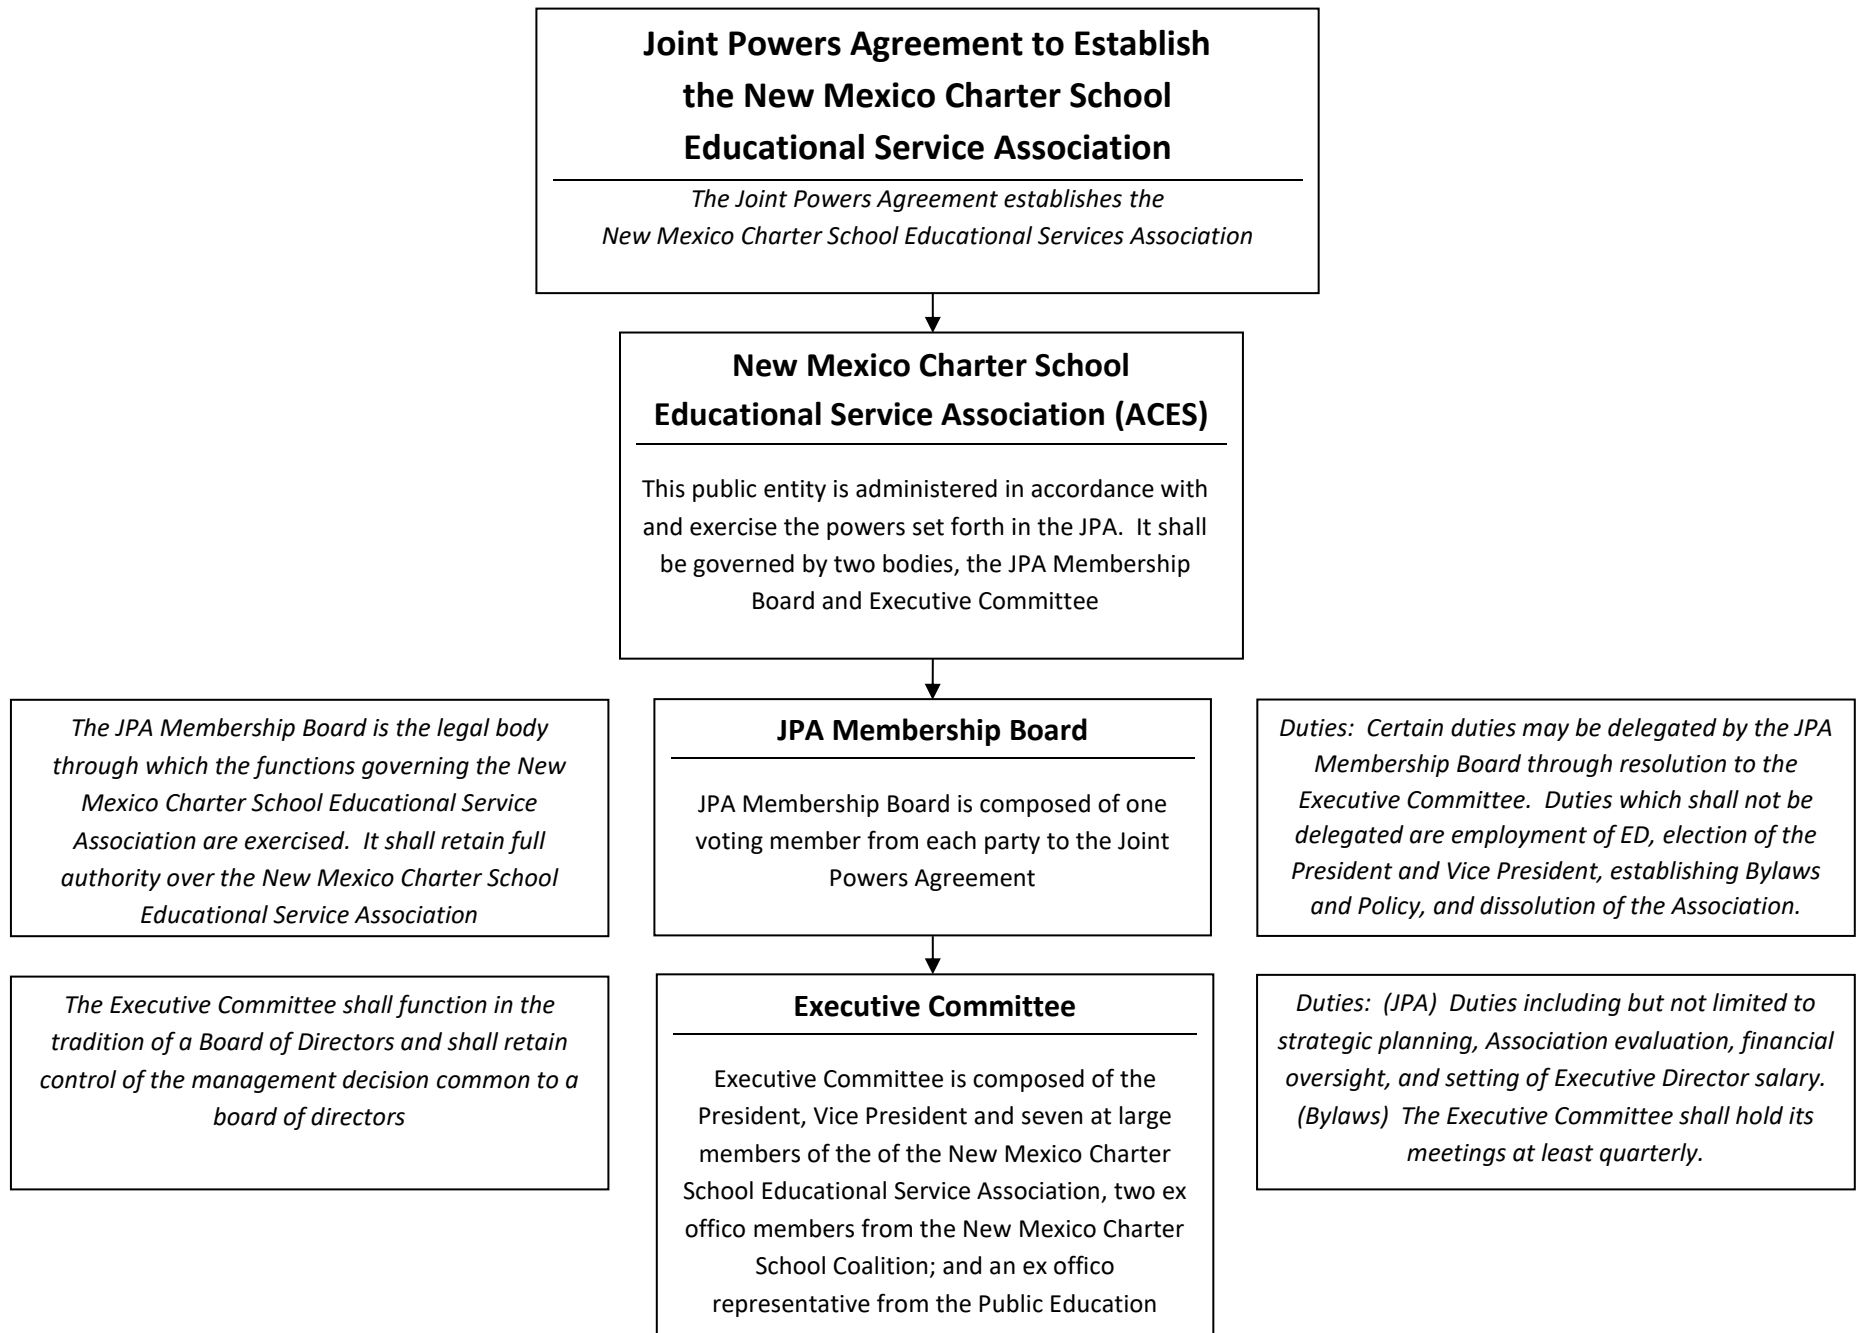 Joint Powers Agreement to Establish
the New Mexico Charter School
Educational Service Association
The Joint Powers Agreement establishes the
New Mexico Charter School Educational Services Association
New Mexico Charter School
Educational Service Association (ACES)
This public entity is administered in accordance with
and exercise the powers set forth in the JPA.  It shall
be governed by two bodies, the JPA Membership
Board and Executive Committee
The JPA Membership Board is the legal body
through which the functions governing the New
Mexico Charter School Educational Service
Association are exercised.  It shall retain full
authority over the New Mexico Charter School
Educational Service Association
JPA Membership Board
JPA Membership Board is composed of one
voting member from each party to the Joint
Powers Agreement
Duties:  Certain duties may be delegated by the JPA
Membership Board through resolution to the
Executive Committee.  Duties which shall not be
delegated are employment of ED, election of the
President and Vice President, establishing Bylaws
and Policy, and dissolution of the Association.
The Executive Committee shall function in the
tradition of a Board of Directors and shall retain
control of the management decision common to a
board of directors
Executive Committee
Executive Committee is composed of the
President, Vice President and seven at large
members of the of the New Mexico Charter
School Educational Service Association, two ex
offico members from the New Mexico Charter
School Coalition; and an ex offico
representative from the Public Education
Duties:  (JPA)  Duties including but not limited to
strategic planning, Association evaluation, financial
oversight, and setting of Executive Director salary.
(Bylaws)  The Executive Committee shall hold its
meetings at least quarterly.